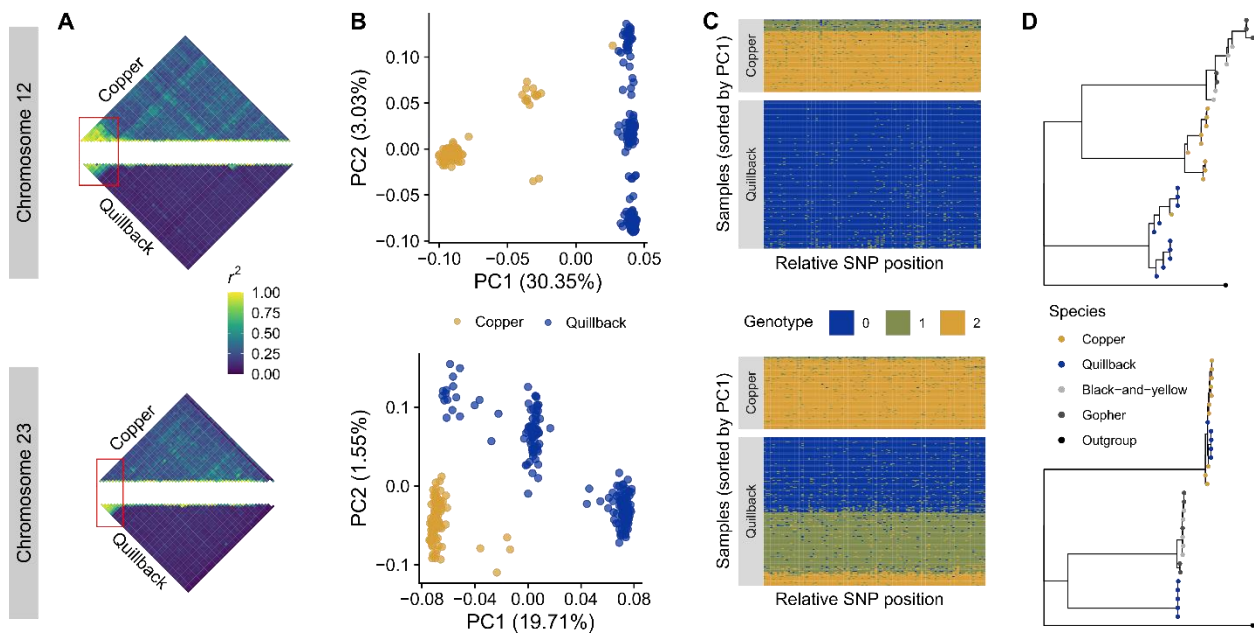 A
B
C
D
Chromosome 12
Copper
Quillback
r²
1.00
0.75
0.50
0.25
0.00
PC2 (3.03%)
0.10
0.05
0.00
−0.05
−0.10
−0.10
−0.05
0.00
0.05
PC1 (30.35%)
Samples (sorted by PC1)
Copper
Quillback
Relative SNP position
Copper
Quillback
Genotype
0
1
2
Species
Copper
Quillback
Black−and−yellow
Gopher
Outgroup
Chromosome 23
Copper
Quillback
PC2 (1.55%)
0.1
0.0
−0.1
−0.08
−0.04
0.00
0.04
0.08
PC1 (19.71%)
Samples (sorted by PC1)
Copper
Quillback
Relative SNP position